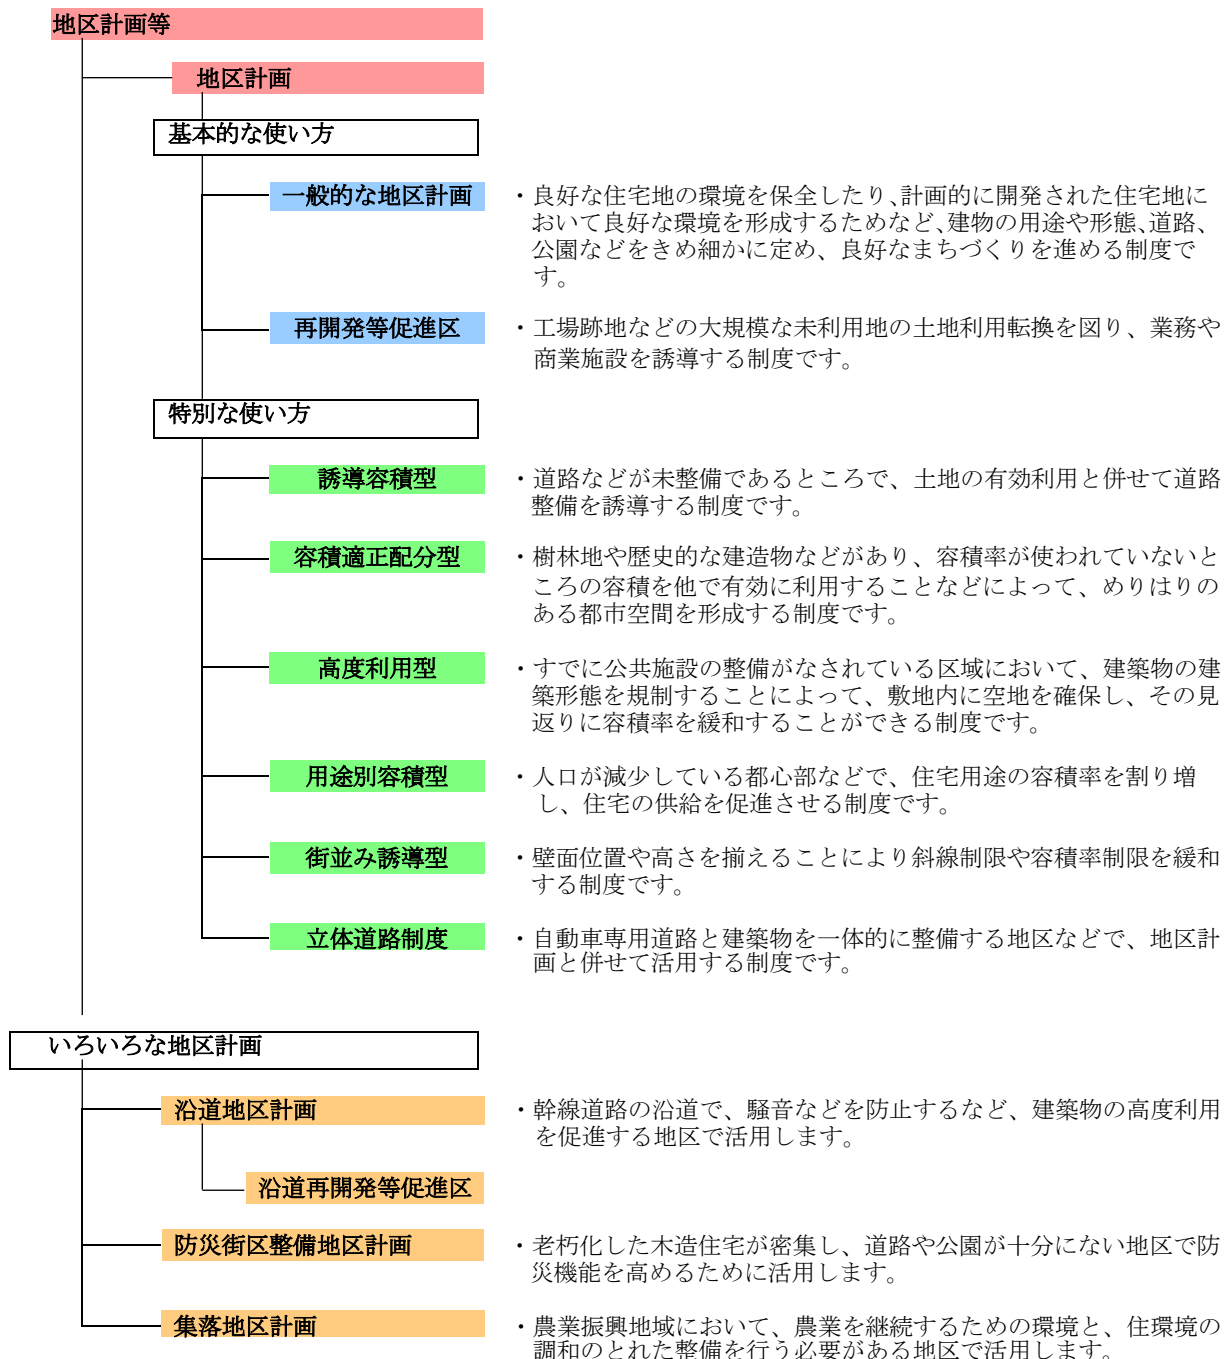 地区計画等
地区計画
基本的な使い方
一般的な地区計画
・良好な住宅地の環境を保全したり、計画的に開発された住宅地に
おいて良好な環境を形成するためなど、建物の用途や形態、道路、
公園などをきめ細かに定め、良好なまちづくりを進める制度で
す。
再開発等促進区
・工場跡地などの大規模な未利用地の土地利用転換を図り、業務や
商業施設を誘導する制度です。
特別な使い方
誘導容積型
・道路などが未整備であるところで、土地の有効利用と併せて道路
整備を誘導する制度です。
容積適正配分型
・樹林地や歴史的な建造物などがあり、容積率が使われていないと
ころの容積を他で有効に利用することなどによって、めりはりの
ある都市空間を形成する制度です。
高度利用型
・すでに公共施設の整備がなされている区域において、建築物の建
築形態を規制することによって、敷地内に空地を確保し、その見
返りに容積率を緩和することができる制度です。
用途別容積型
・人口が減少している都心部などで、住宅用途の容積率を割り増
し、住宅の供給を促進させる制度です。
街並み誘導型
・壁面位置や高さを揃えることにより斜線制限や容積率制限を緩和
する制度です。
立体道路制度
・自動車専用道路と建築物を一体的に整備する地区などで、地区計
画と併せて活用する制度です。
いろいろな地区計画
沿道地区計画
・幹線道路の沿道で、騒音などを防止するなど、建築物の高度利用
を促進する地区で活用します。
沿道再開発等促進区
防災街区整備地区計画
・老朽化した木造住宅が密集し、道路や公園が十分にない地区で防
災機能を高めるために活用します。
集落地区計画
・農業振興地域において、農業を継続するための環境と、住環境の
調和のとれた整備を行う必要がある地区で活用します。